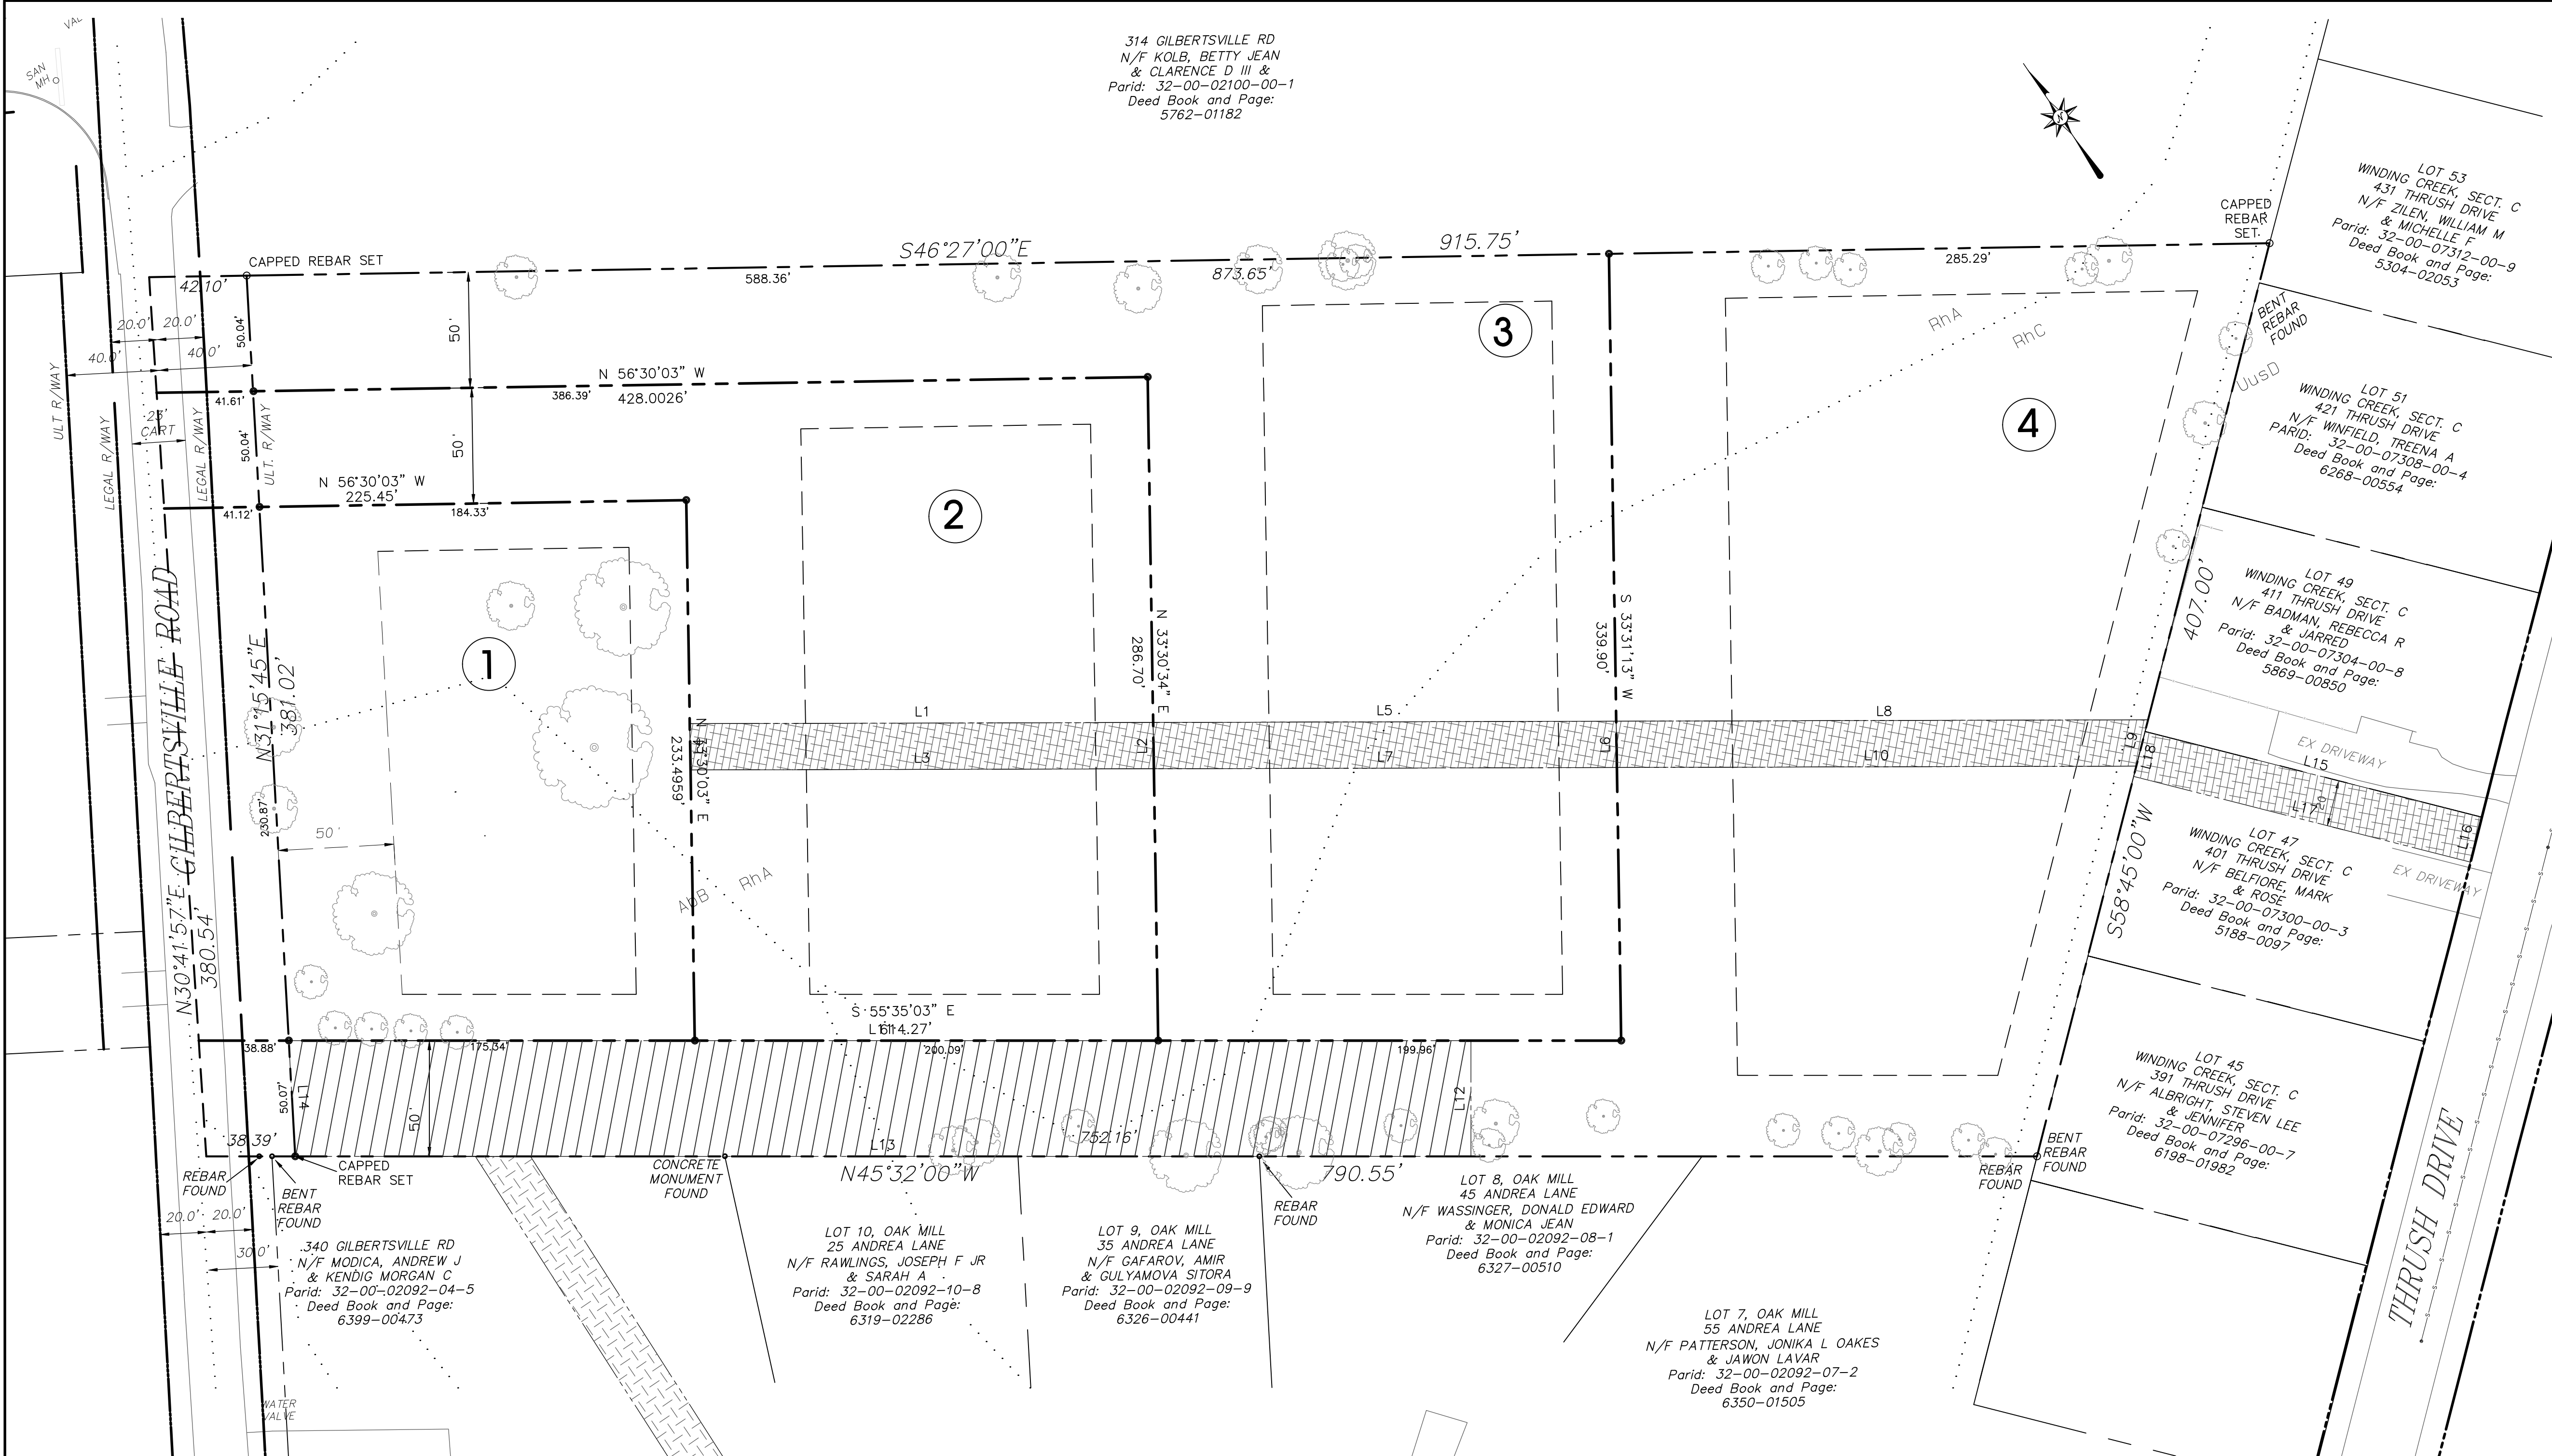 VAL
SAN
MH
314 GILBERTSVILLE RD
N/F KOLB, BETTY JEAN
& CLARENCE D III &
Parid: 32-00-02100-00-1
Deed Book and Page:
5762-01182
N
CAPPED
REBAR
SET
LOT 53
WINDING CREEK, SECT. C
431 THRUSH DRIVE
N/F ZILEN, WILLIAM M
& MICHELLE F
Parid: 32-00-07312-00-9
Deed Book and Page:
5304-02053
BENT
REBAR
FOUND
CAPPED REBAR SET
S46°27'00"E
915.75'
42.10'
588.36'
873.65'
285.29'
20.0'
20.0'
50.04'
50'
3
RhA
RhC
UusD
40.0'
40.0'
ULT R/WAY
LEGAL R/WAY
LEGAL R/WAY
ULT. R/WAY
N 56°30'03" W
41.61'
386.39'
428.0026'
23'
CART
50.04'
50'
4
LOT 51
WINDING CREEK, SECT. C
421 THRUSH DRIVE
N/F WINFIELD, TREENA A
PARID: 32-00-07308-00-4
Deed Book and Page:
6268-00554
N 56°30'03" W
225.45'
41.12'
184.33'
2
GILBERTSVILLE ROAD
N31°15'45"E
381.02'
1
N 33°30'34" E
286.70'
S 33°31'13" W
339.90'
407.00'
LOT 49
WINDING CREEK, SECT. C
411 THRUSH DRIVE
N/F BADMAN, REBECCA R
& JARRED
Parid: 32-00-07304-00-8
Deed Book and Page:
5869-00850
L1
L5
L8
N 33°30'03" E
233.4959'
L3
L2
L7
L6
L10
L9
L18
EX DRIVEWAY
L15
L17
20
L16
EX DRIVEWAY
230.87'
50'
AbB
RhA
S58°45'00"W
LOT 47
WINDING CREEK, SECT. C
401 THRUSH DRIVE
N/F BELFIORE, MARK
& ROSE
Parid: 32-00-07300-00-3
Deed Book and Page:
5188-0097
N30°41'57"E
380.54'
S 55°35'03" E
614.27'
38.88'
175.34'
200.09'
199.96'
50.07'
L14
50'
L12
LOT 45
WINDING CREEK, SECT. C
391 THRUSH DRIVE
N/F ALBRIGHT, STEVEN LEE
& JENNIFER
Parid: 32-00-07296-00-7
Deed Book and Page:
6198-01982
38.39'
L13
752.16'
REBAR
FOUND
BENT
REBAR
FOUND
CAPPED
REBAR SET
CONCRETE
MONUMENT
FOUND
N45°32'00"W
REBAR
FOUND
790.55'
REBAR
FOUND
BENT
REBAR
FOUND
20.0'
20.0'
30.0'
340 GILBERTSVILLE RD
N/F MODICA, ANDREW J
& KENDIG MORGAN C
Parid: 32-00-02092-04-5
Deed Book and Page:
6399-00473
LOT 10, OAK MILL
25 ANDREA LANE
N/F RAWLINGS, JOSEPH F JR
& SARAH A
Parid: 32-00-02092-10-8
Deed Book and Page:
6319-02286
LOT 9, OAK MILL
35 ANDREA LANE
N/F GAFAROV, AMIR
& GULYAMOVA SITORA
Parid: 32-00-02092-09-9
Deed Book and Page:
6326-00441
LOT 8, OAK MILL
45 ANDREA LANE
N/F WASSINGER, DONALD EDWARD
& MONICA JEAN
Parid: 32-00-02092-08-1
Deed Book and Page:
6327-00510
LOT 7, OAK MILL
55 ANDREA LANE
N/F PATTERSON, JONIKA L OAKES
& JAWON LAVAR
Parid: 32-00-02092-07-2
Deed Book and Page:
6350-01505
WATER
VALVE
THRUSH DRIVE
S
S
S
S
S
S
S